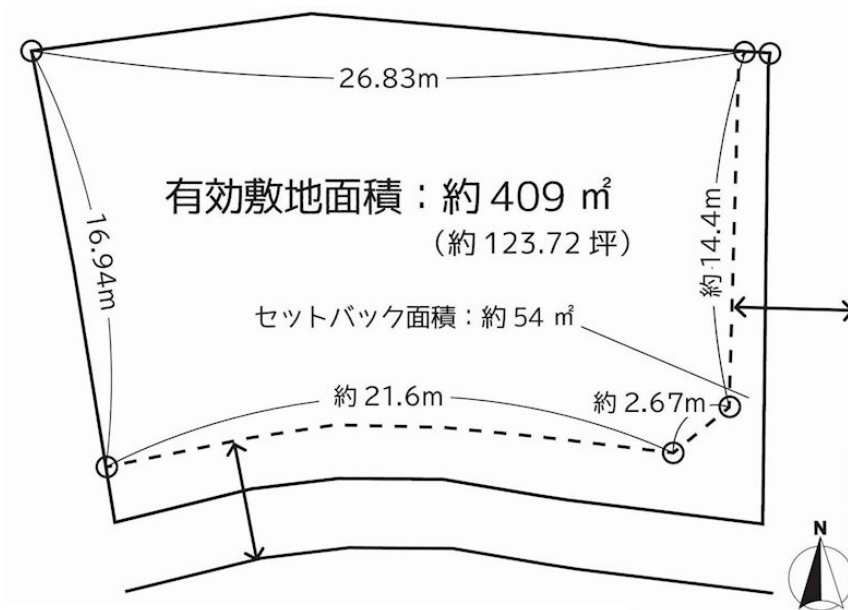 26.83m
有効敷地面積：約 409 ㎡
（約 123.72 坪）
16.94m
約 14.4m
セットバック面積：約 54 ㎡
約 21.6m
約 2.67m
N